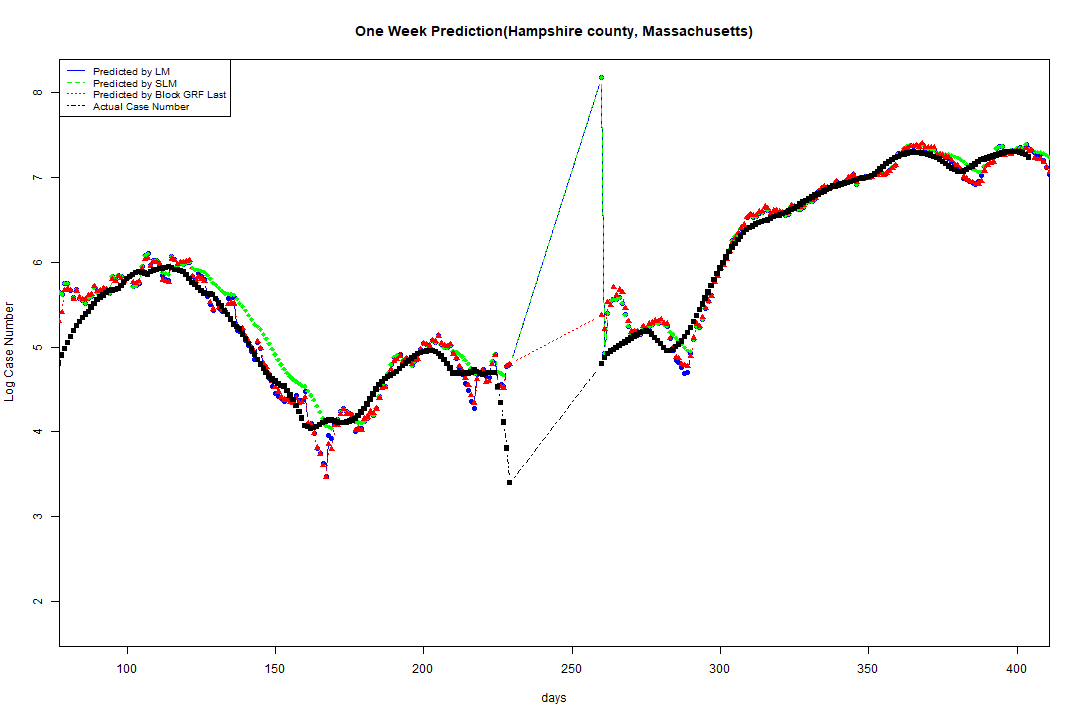 One Week Prediction(Hampshire county, Massachusetts)
Predicted by LM
Predicted by SLM
Predicted by Block GRF Last
Actual Case Number
Log Case Number
8
7
6
5
4
3
2
100 150 200 250 300 350 400
days